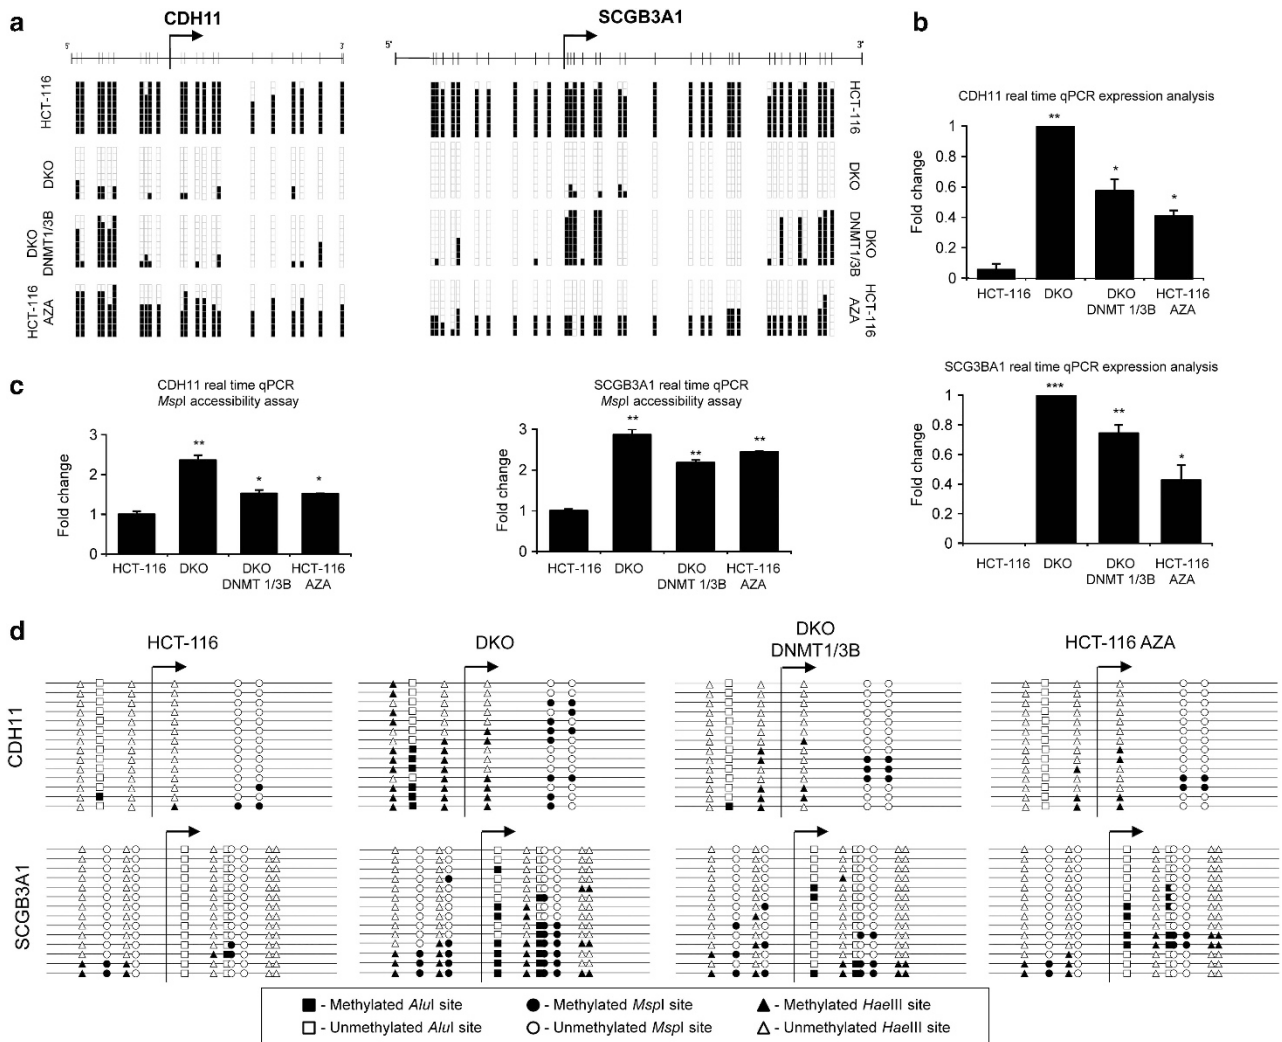 a
CDH11
5'
3'
HCT-116
DKO
DKO
DNMT1/3B
HCT-116
AZA
SCGB3A1
5'
3'
HCT-116
DKO
DKO
DNMT1/3B
HCT-116
AZA
b
CDH11 real time qPCR expression analysis
Fold change
1
0.8
0.6
0.4
0.2
0
**
*
*
HCT-116
DKO
DKO
DNMT 1/3B
HCT-116
AZA
SCG3BA1 real time qPCR expression analysis
Fold change
1
0.8
0.6
0.4
0.2
0
***
**
*
HCT-116
DKO
DKO
DNMT 1/3B
HCT-116
AZA
c
CDH11 real time qPCR
MspI accessibility assay
Fold change
3
2
1
0
**
*
*
HCT-116
DKO
DKO
DNMT 1/3B
HCT-116
AZA
SCGB3A1 real time qPCR
MspI accessibility assay
Fold change
3
2
1
0
**
**
**
HCT-116
DKO
DKO
DNMT 1/3B
HCT-116
AZA
d
HCT-116
DKO
DKO
DNMT1/3B
HCT-116 AZA
CDH11
SCGB3A1
- Methylated AluI site
- Methylated MspI site
- Methylated HaeIII site
- Unmethylated AluI site
- Unmethylated MspI site
- Unmethylated HaeIII site